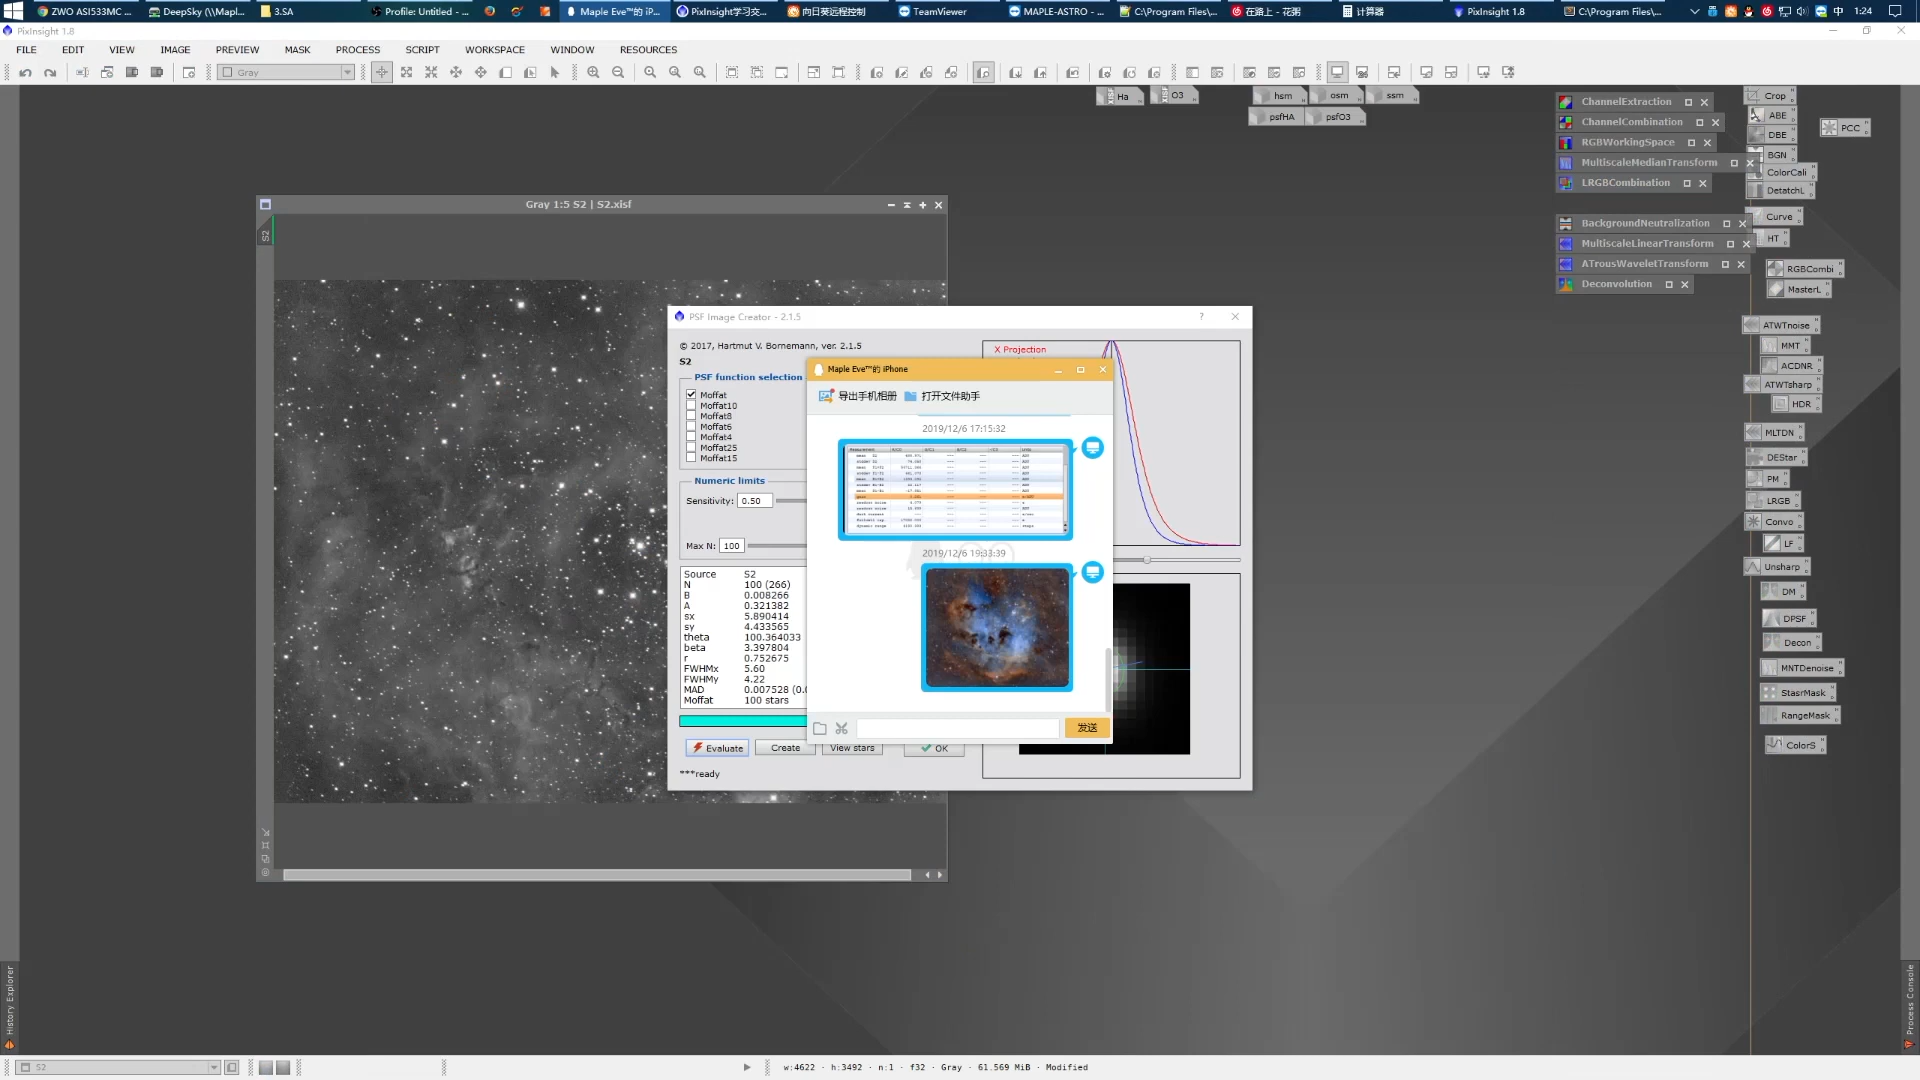 ZWO ASI533MC ...
DeepSky (\\Mapl...
3.SA
Profile: Untitled - ...
Maple Eve™的 iP...
PixInsight学习交...
向日葵远程控制
TeamViewer
MAPLE-ASTRO - ...
C:\Program Files\...
在路上 - 花粥
计算器
PixInsight 1.8
C:\Program Files\...
中
1:24
PixInsight 1.8
FILE EDIT VIEW IMAGE PREVIEW MASK PROCESS SCRIPT WORKSPACE WINDOW RESOURCES
Gray
Ha
O3
hsm
osm
ssm
psfHA
psfO3
ChannelExtraction
ChannelCombination
RGBWorkingSpace
MultiscaleMedianTransform
LRGBCombination
BackgroundNeutralization
MultiscaleLinearTransform
ATrousWaveletTransform
Deconvolution
Crop
ABE
DBE
PCC
BGN
ColorCali
DetatchL
Curve
HT
RGBCombi
MasterL
ATWTnoise
MMT
ACDNR
ATWTsharp
HDR
MLTDN
DEStar
PM
LRGB
Convo
LF
Unsharp
DM
DPSF
Decon
MNTDenoise
StasrMask
RangeMask
ColorS
Gray 1:5 S2 | S2.xisf
S2
PSF Image Creator - 2.1.5
© 2017, Hartmut V. Bornemann, ver. 2.1.5
S2
PSF function selection
Moffat
Moffat10
Moffat8
Moffat6
Moffat4
Moffat25
Moffat15
Numeric limits
Sensitivity: 0.50
Max N: 100
Source S2
N 100 (266)
B 0.008266
A 0.321382
sx 5.890414
sy 4.433565
theta 100.364033
beta 3.397804
r 0.752675
FWHMx 5.60
FWHMy 4.22
MAD 0.007528 (0.0
Moffat 100 stars
Evaluate Create View stars OK
***ready
X Projection
Maple Eve™的 iPhone
导出手机相册 打开文件助手
2019/12/6 17:15:32
2019/12/6 19:33:39
发送
History Explorer
Process Console
S2
w:4622 · h:3492 · n:1 · f32 · Gray · 61.569 MiB · Modified